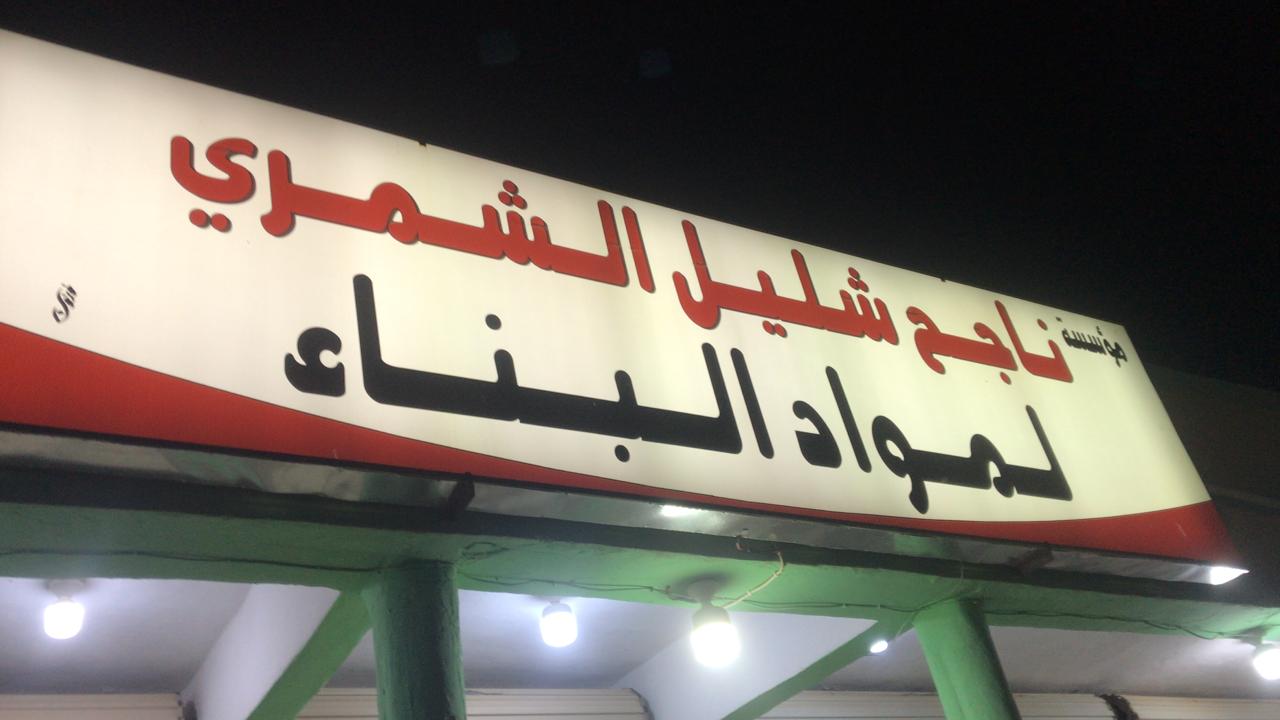 مؤسسة ناجح شليل الشمري
لمواد البناء